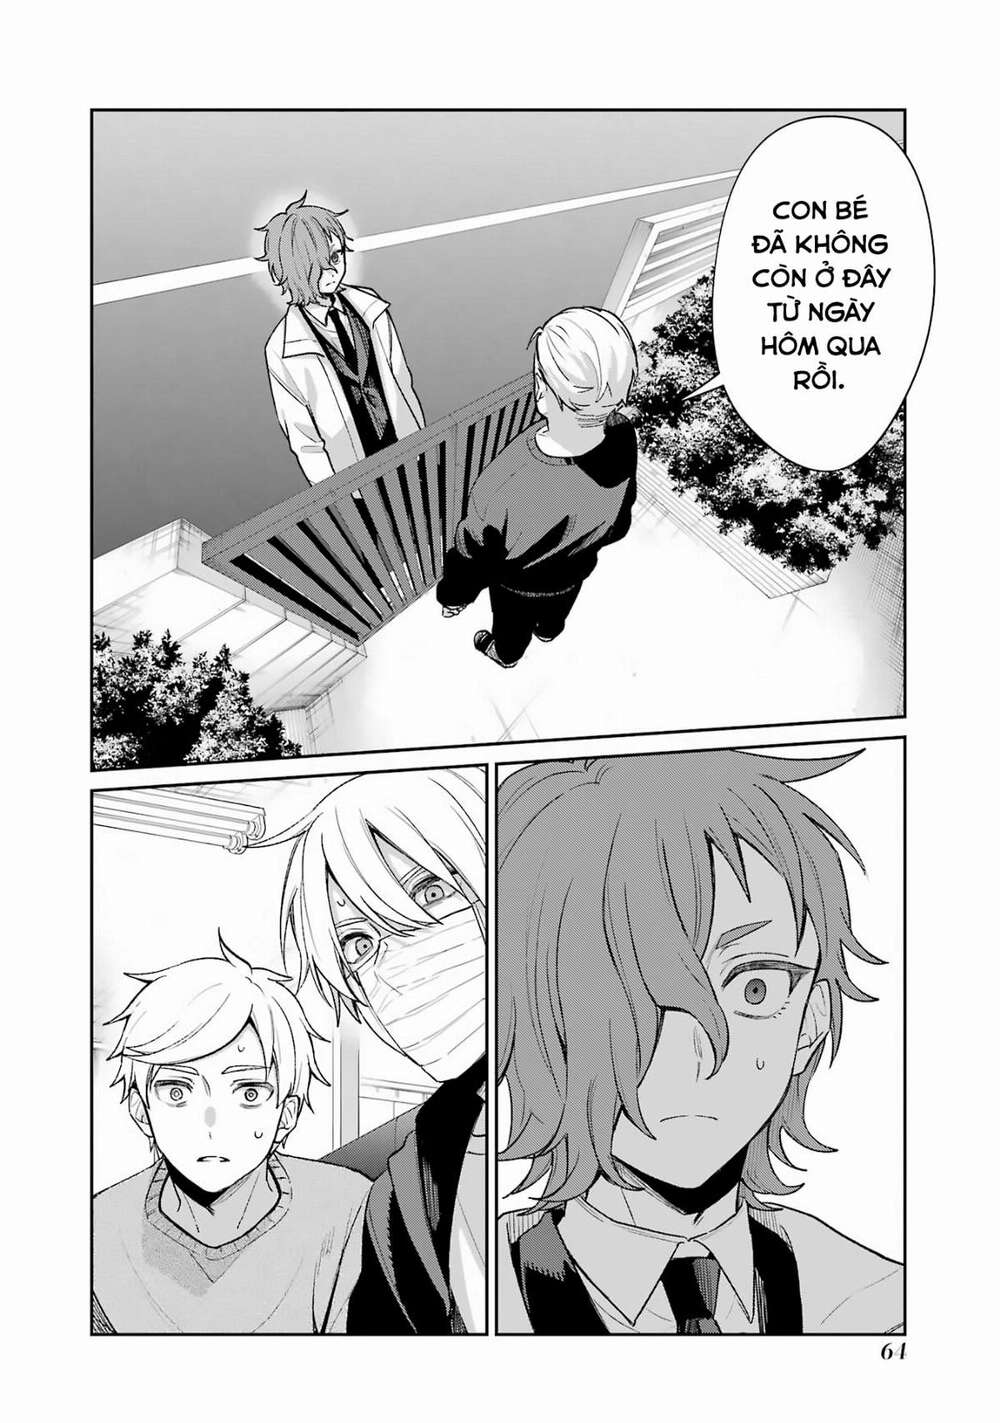 CON BÉ
ĐÃ KHÔNG
CÒN Ở ĐÂY
TỪ NGÀY
HÔM QUA
RỒI.
64